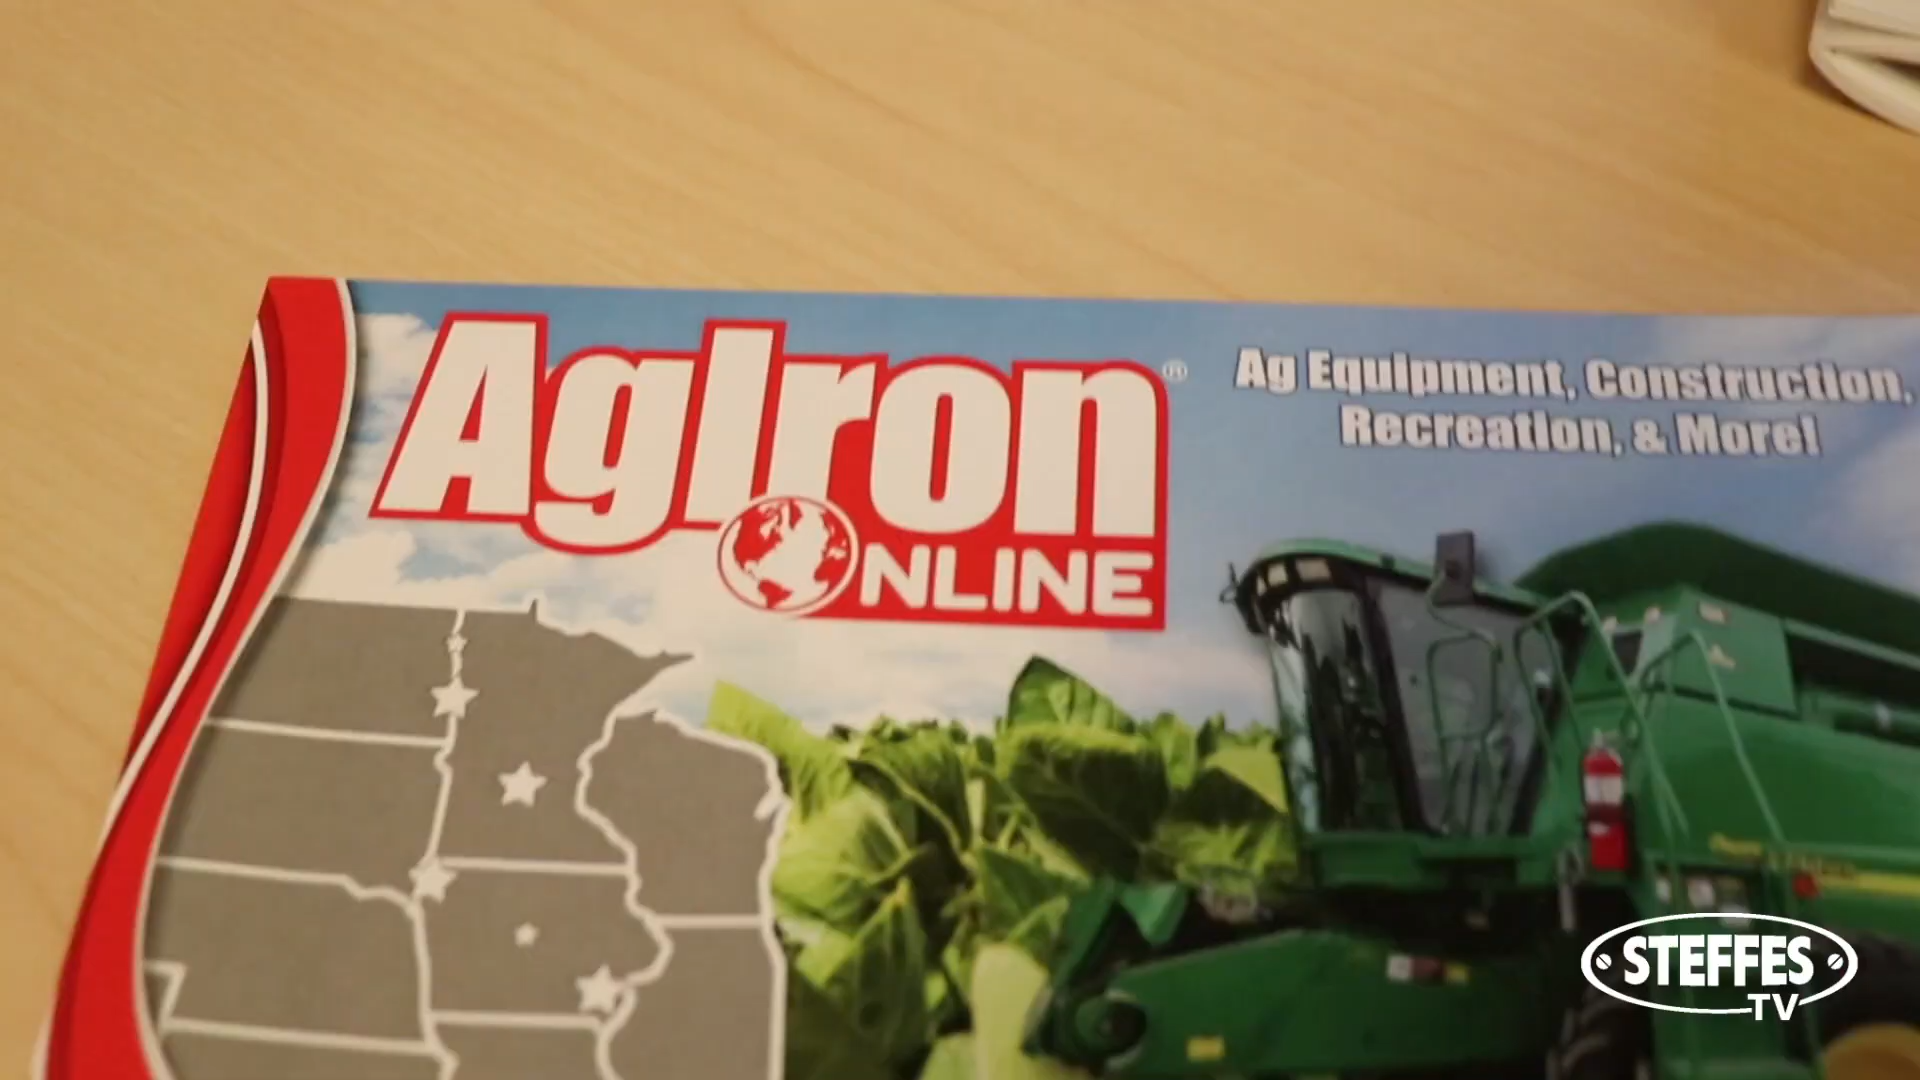 AgIron®
ONLINE
Ag Equipment, Construction,
Recreation, & More!
STEFFES
TV